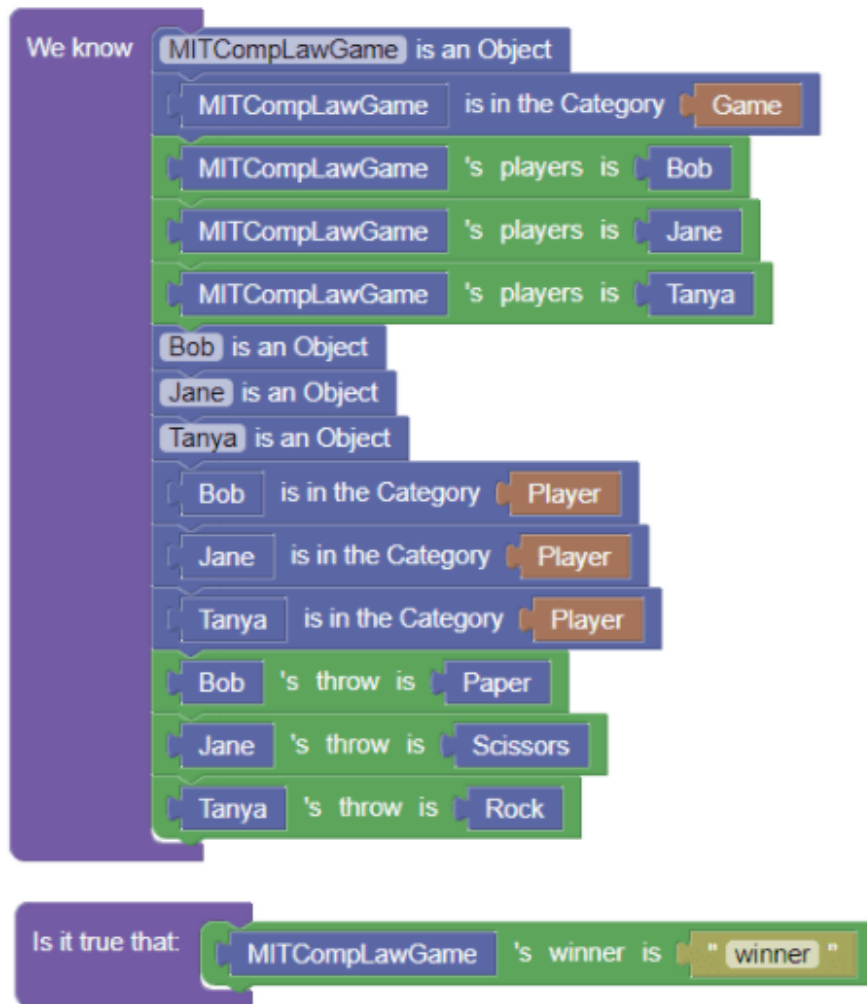 We know MITCompLawGame is an Object
MITCompLawGame is in the Category Game
MITCompLawGame 's players is Bob
MITCompLawGame 's players is Jane
MITCompLawGame 's players is Tanya
Bob is an Object
Jane is an Object
Tanya is an Object
Bob is in the Category Player
Jane is in the Category Player
Tanya is in the Category Player
Bob 's throw is Paper
Jane 's throw is Scissors
Tanya 's throw is Rock
Is it true that: MITCompLawGame 's winner is " winner "